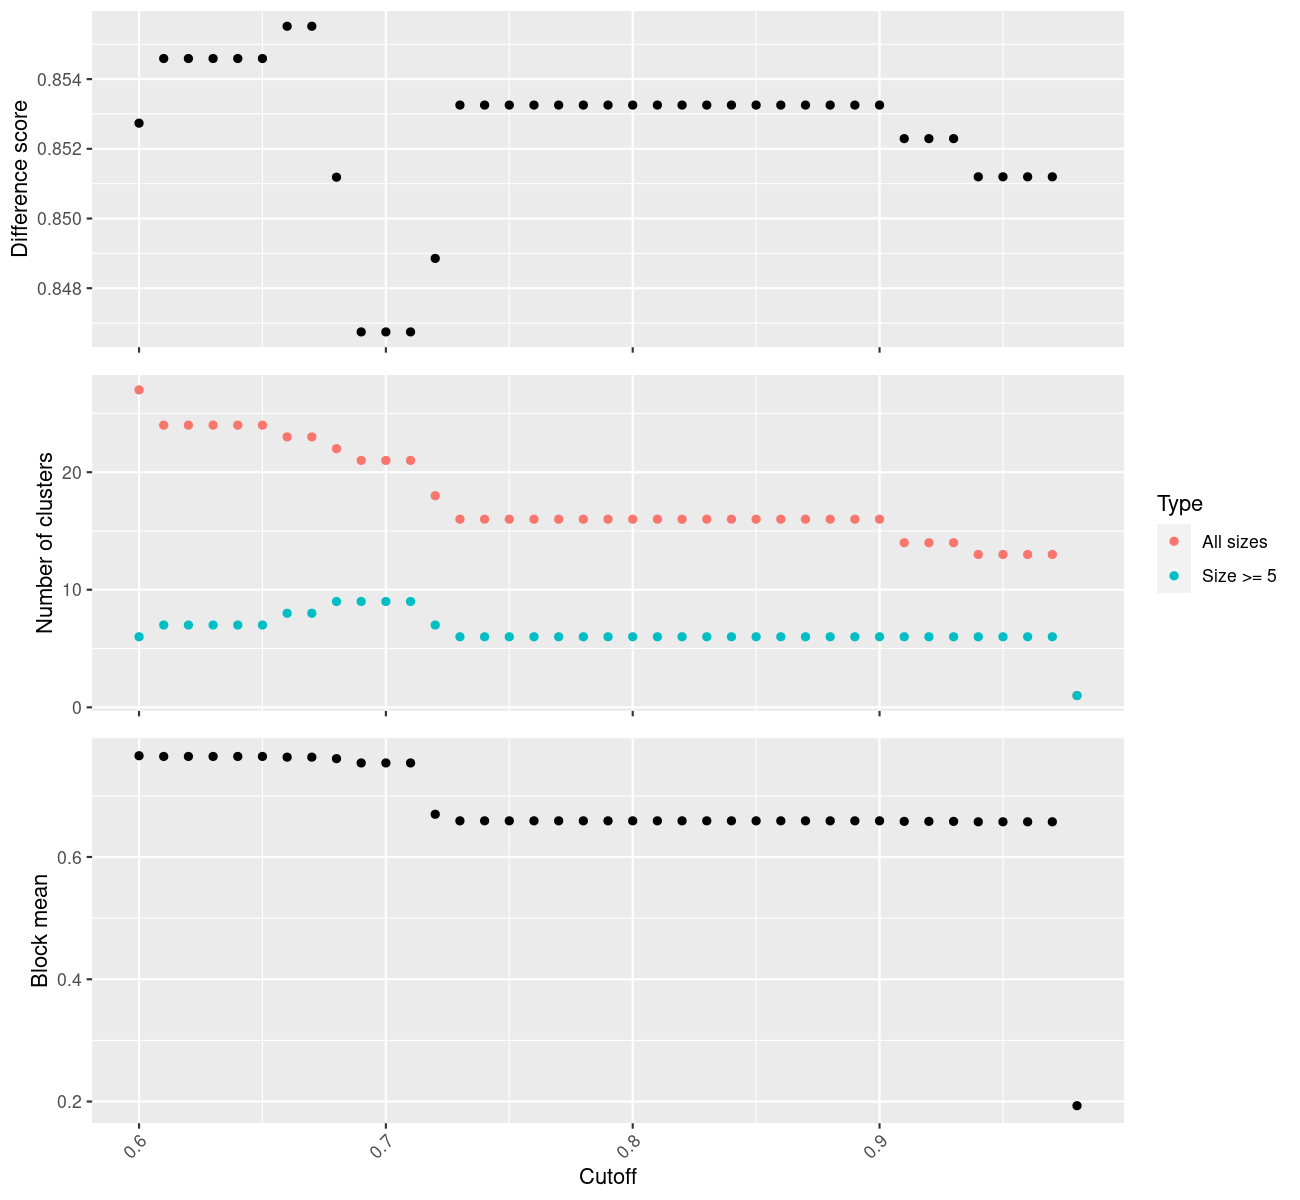 Difference score
0.854
0.852
0.850
0.848
Number of clusters
20
10
0
Type
All sizes
Size >= 5
Block mean
0.6
0.4
0.2
0.6
0.7
0.8
0.9
Cutoff